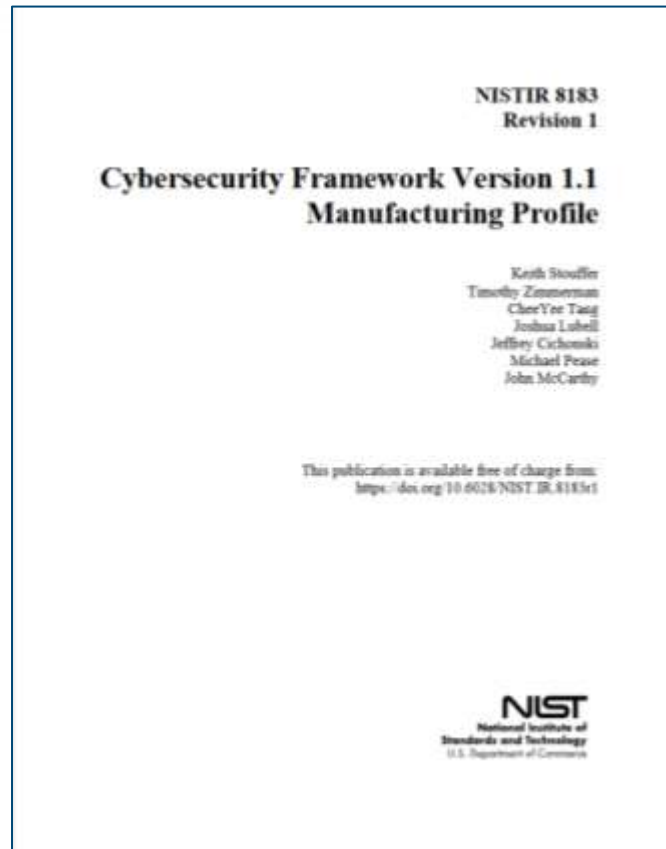 NISTIR 8183
Revision 1
Cybersecurity Framework Version 1.1
Manufacturing Profile
Keith Stouffer
Timothy Zimmerman
CheeYee Tang
Joshua Lubell
Jeffrey Cichonski
Michael Pease
John McCarthy
This publication is available free of charge from:
https://doi.org/10.6028/NIST.IR.8183r1
NIST
National Institute of
Standards and Technology
U.S. Department of Commerce